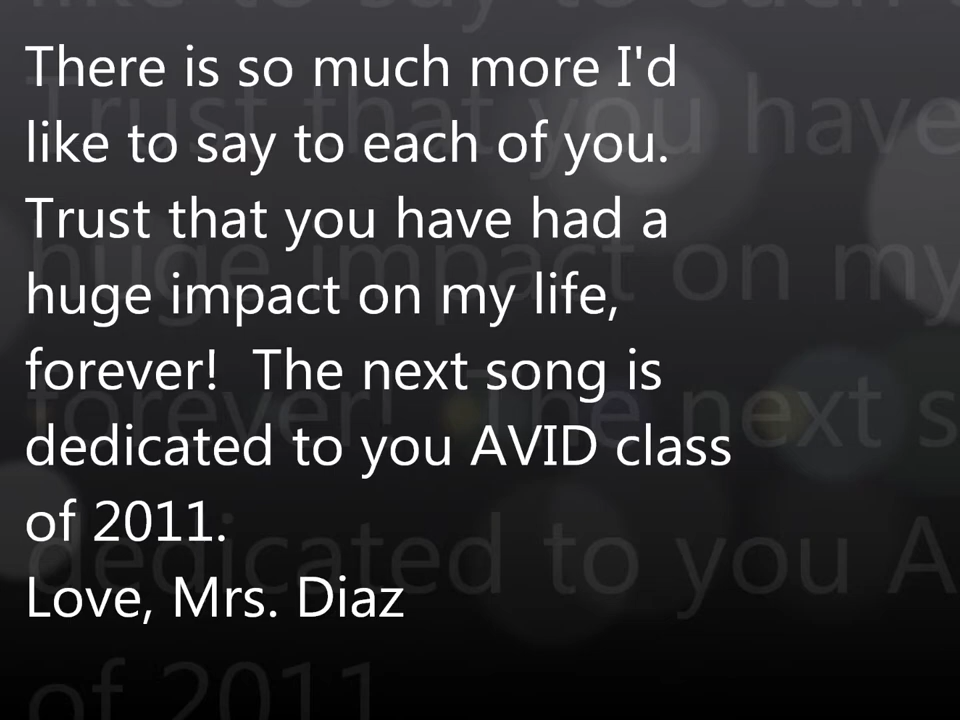 There is so much more I'd
like to say to each of you.
Trust that you have had a
huge impact on my life,
forever!  The next song is
dedicated to you AVID class
of 2011.
Love, Mrs. Diaz